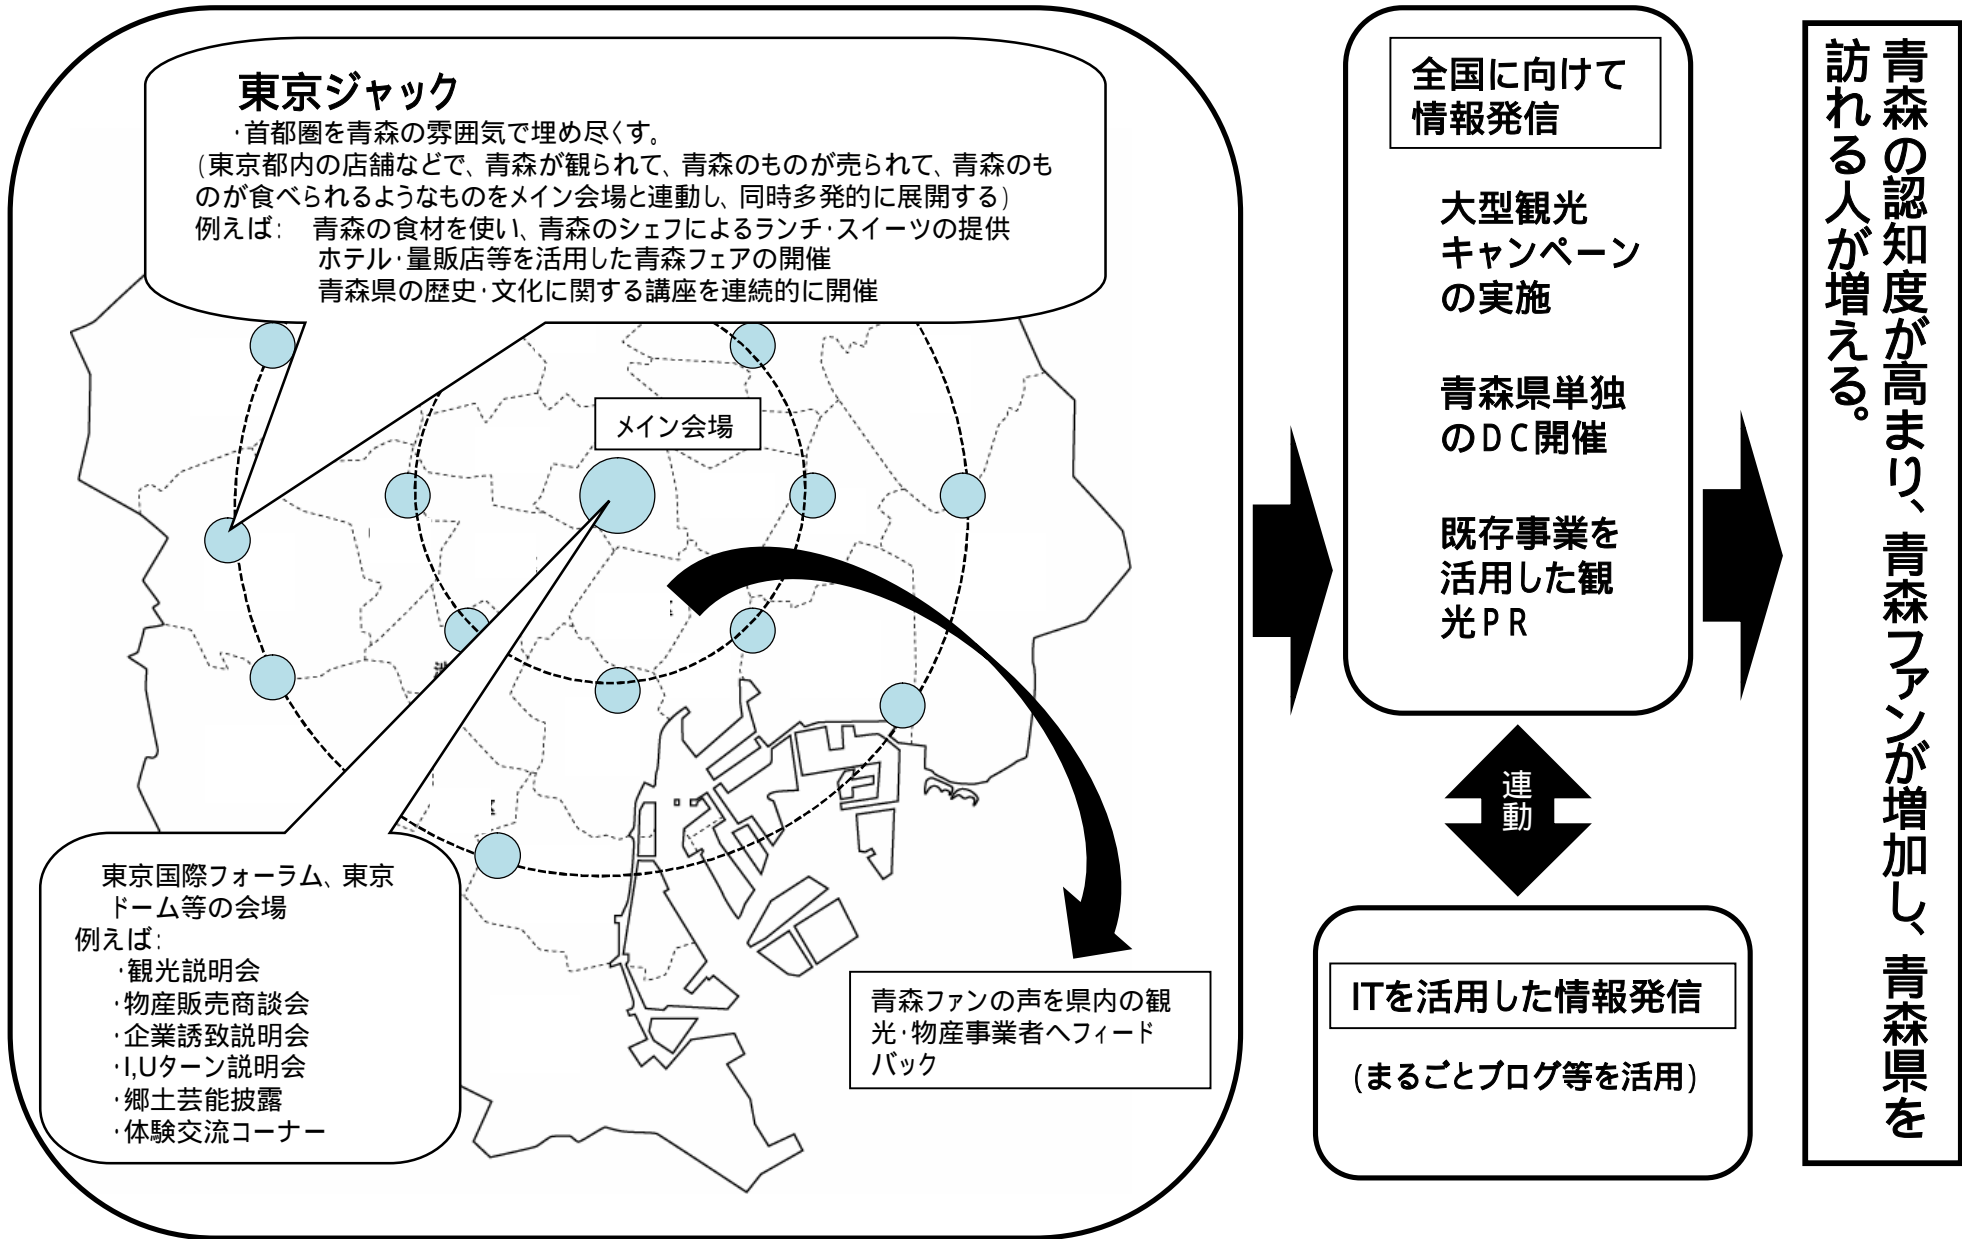 東京ジャック
・首都圏を青森の雰囲気で埋め尽くす。
(東京都内の店舗などで、青森が観られて、青森のものが売られて、青森のも
のが食べられるようなものをメイン会場と連動し、同時多発的に展開する)
例えば: 青森の食材を使い、青森のシェフによるランチ・スイーツの提供
ホテル・量販店等を活用した青森フェアの開催
青森県の歴史・文化に関する講座を連続的に開催
メイン会場
東京国際フォーラム、東京
ドーム等の会場
例えば:
・観光説明会
・物産販売商談会
・企業誘致説明会
・I,Uターン説明会
・郷土芸能披露
・体験交流コーナー
青森ファンの声を県内の観
光・物産事業者へフィード
バック
全国に向けて
情報発信
大型観光
キャンペーン
の実施
青森県単独
のDC開催
既存事業を
活用した観
光PR
連動
ITを活用した情報発信
(まるごとブログ等を活用)
青森の認知度が高まり、青森ファンが増加し、青森県を
訪れる人が増える。